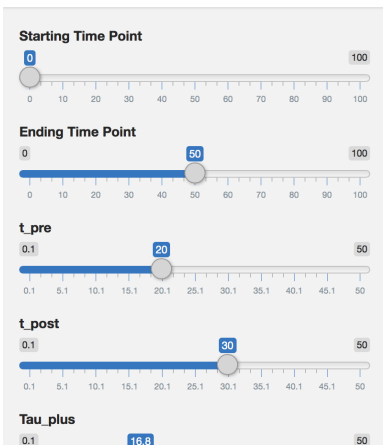 Starting Time Point
0 100
0 10 20 30 40 50 60 70 80 90 100
Ending Time Point
0 50 100
0 10 20 30 40 50 60 70 80 90 100
t_pre
0.1 20 50
0.1 5.1 10.1 15.1 20.1 25.1 30.1 35.1 40.1 45.1 50
t_post
0.1 30 50
0.1 5.1 10.1 15.1 20.1 25.1 30.1 35.1 40.1 45.1 50
Tau_plus
0.1 16.8 50